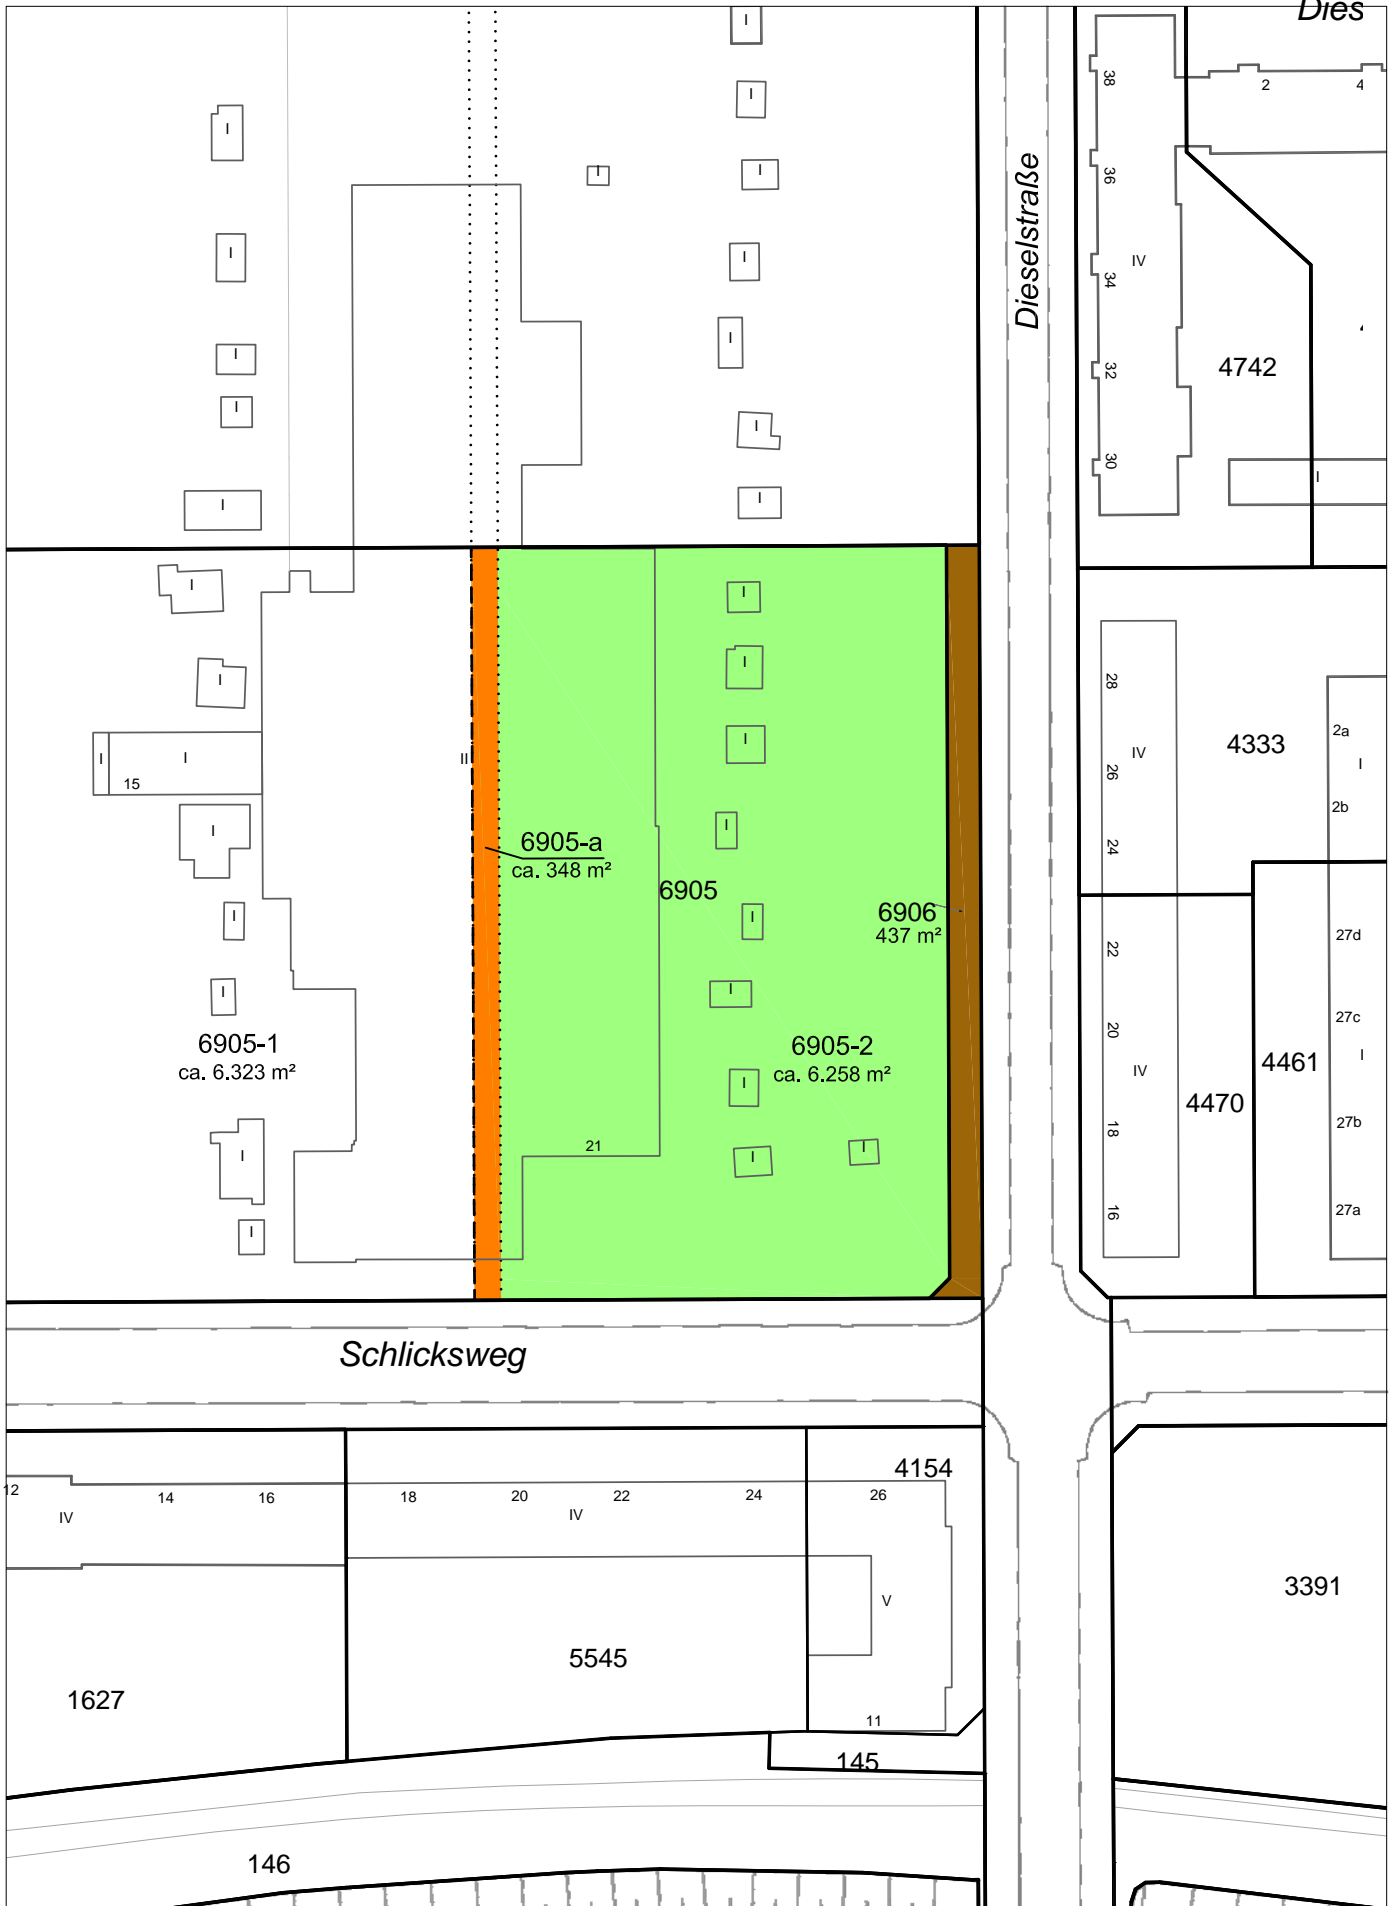 Dies
I
38
2
4
I
I
I
I
36
Dieselstraße
I
I
IV
34
I
I
32
4742
I
I
30
I
I
I
I
I
I
28
I
I
2a
I
IV
4333
II
I
I
I
26
15
2b
I
I
6905-a
24
ca. 348 m²
6905
6906
437 m²
I
I
22
27d
I
I
20
27c
6905-1
ca. 6.323 m²
6905-2
ca. 6.258 m²
I
4461
IV
I
4470
18
27b
21
I
I
I
16
27a
I
Schlicksweg
4154
12
14
16
18
20
22
24
26
IV
IV
V
3391
5545
1627
11
145
146